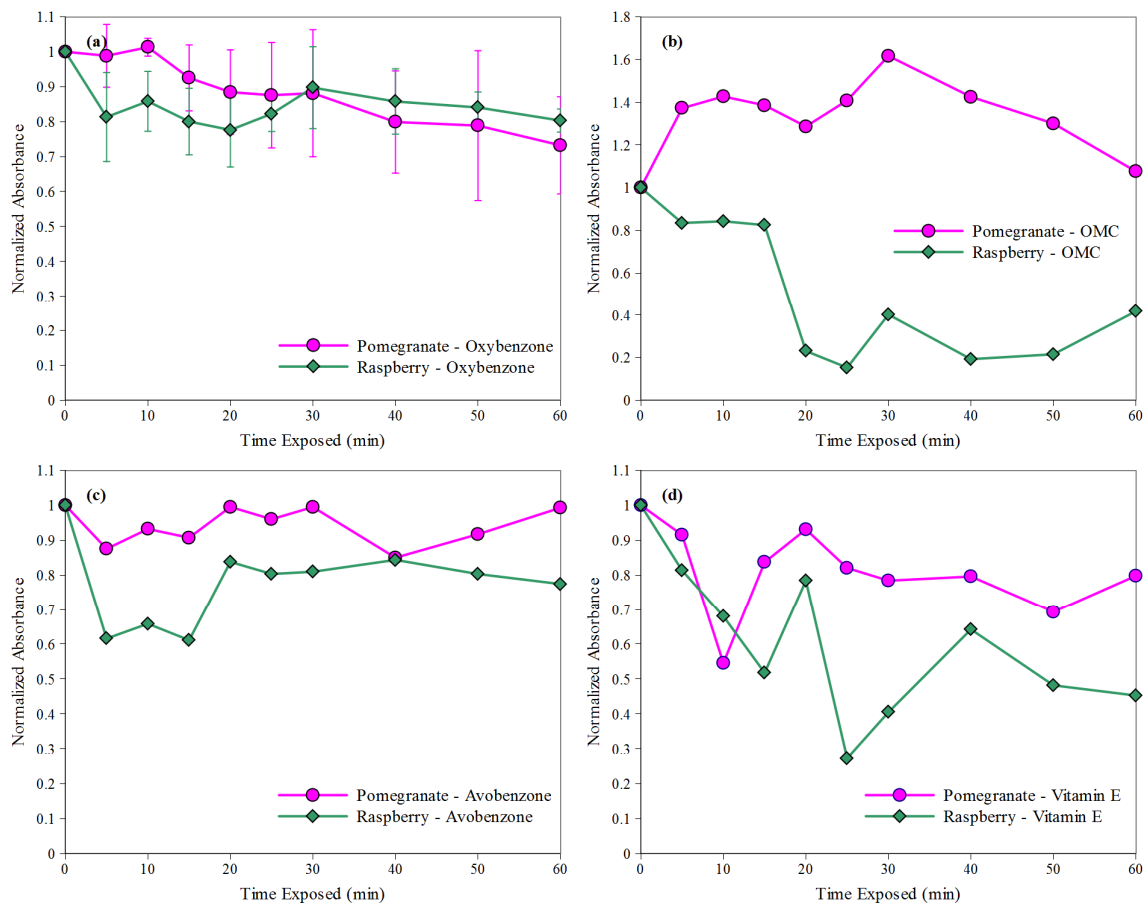 (a)
1.1
1
0.9
0.8
0.7
0.6
0.5
0.4
0.3
0.2
0.1
0
Normalized Absorbance
Pomegranate - Oxybenzone
Raspberry - Oxybenzone
0 10 20 30 40 50 60
Time Exposed (min)
(b)
1.8
1.6
1.4
1.2
1
0.8
0.6
0.4
0.2
0
Normalized Absorbance
Pomegranate - OMC
Raspberry - OMC
0 10 20 30 40 50 60
Time Exposed (min)
(c)
1.1
1
0.9
0.8
0.7
0.6
0.5
0.4
0.3
0.2
0.1
0
Normalized Absorbance
Pomegranate - Avobenzone
Raspberry - Avobenzone
0 10 20 30 40 50 60
Time Exposed (min)
(d)
1.1
1
0.9
0.8
0.7
0.6
0.5
0.4
0.3
0.2
0.1
0
Normalized Absorbance
Pomegranate - Vitamin E
Raspberry - Vitamin E
0 10 20 30 40 50 60
Time Exposed (min)